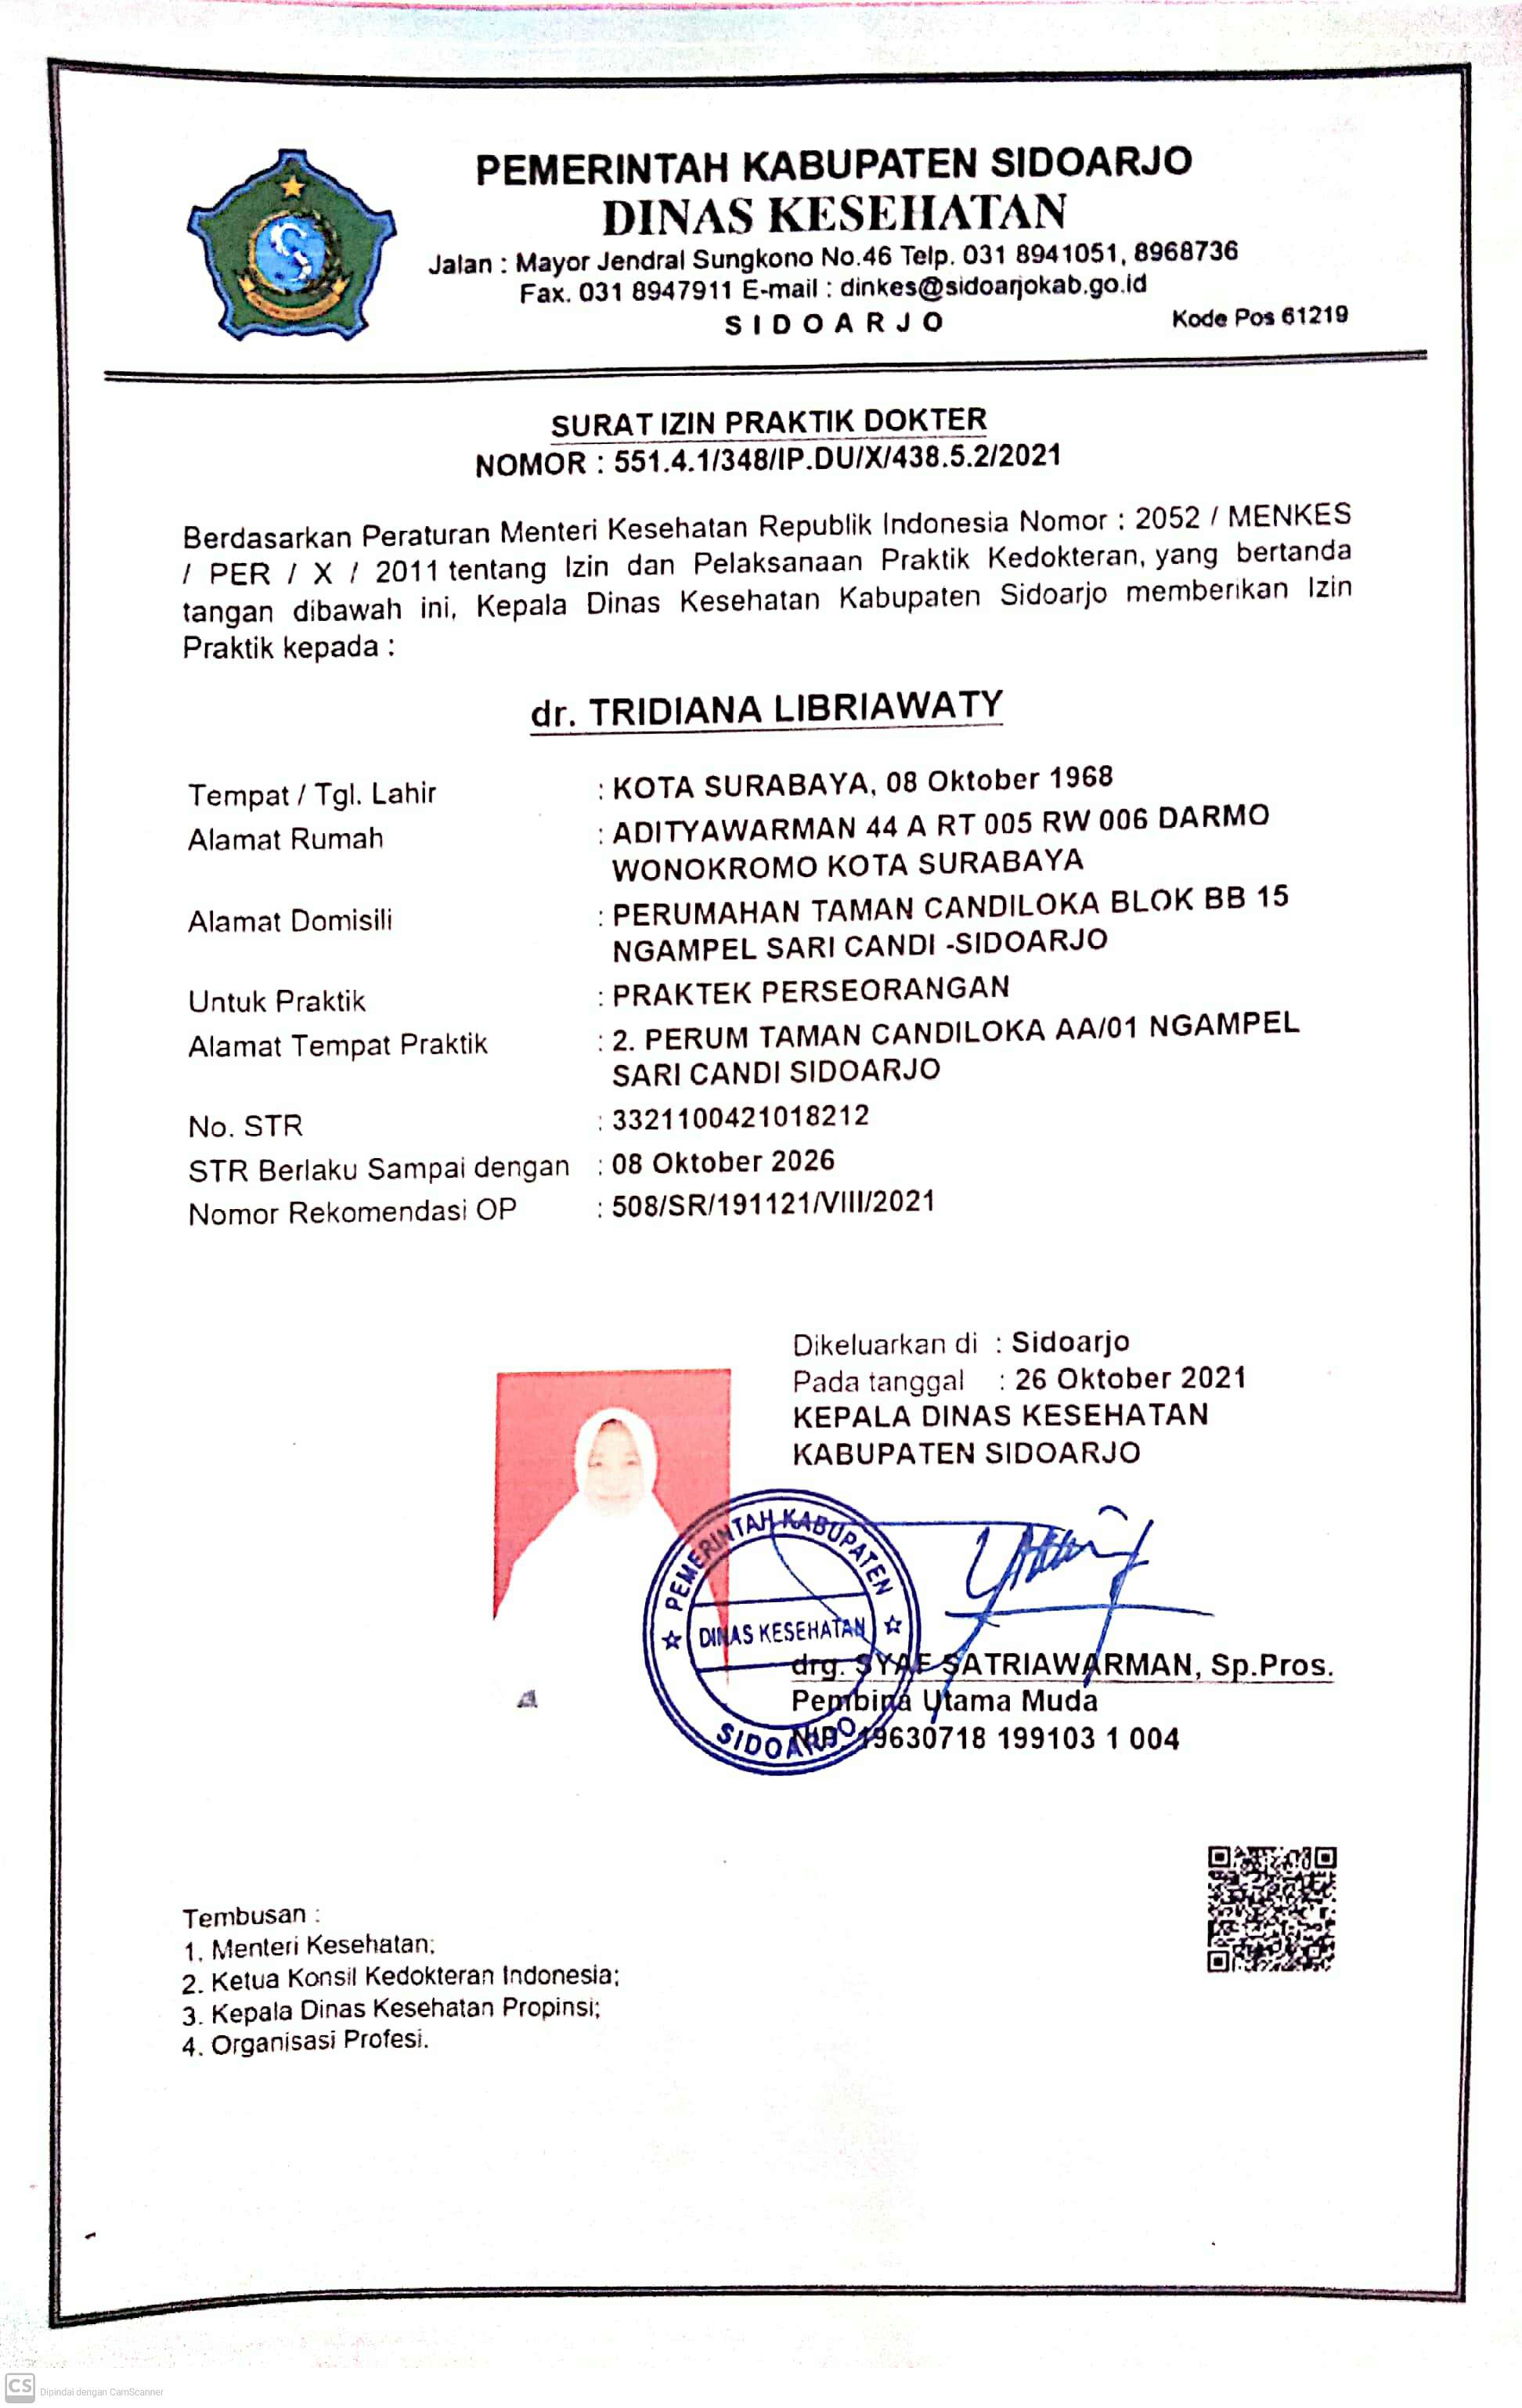 PEMERINTAH KABUPATEN SIDOARJO
DINAS KESEHATAN
Jalan : Mayor Jendral Sungkono No.46 Telp. 031 8941051, 8968736
Fax. 031 8947911 E-mail : dinkes@sidoarjokab.go.id
SIDOARJO
Kode Pos 61219
SURAT IZIN PRAKTIK DOKTER
NOMOR : 551.4.1/348/IP.DU/X/438.5.2/2021
Berdasarkan Peraturan Menteri Kesehatan Republik Indonesia Nomor : 2052 / MENKES
/ PER / X / 2011 tentang Izin dan Pelaksanaan Praktik Kedokteran, yang bertanda
tangan dibawah ini, Kepala Dinas Kesehatan Kabupaten Sidoarjo memberikan Izin
Praktik kepada :
dr. TRIDIANA LIBRIAWATY
Tempat / Tgl. Lahir : KOTA SURABAYA, 08 Oktober 1968
Alamat Rumah : ADITYAWARMAN 44 A RT 005 RW 006 DARMO
WONOKROMO KOTA SURABAYA
Alamat Domisili : PERUMAHAN TAMAN CANDILOKA BLOK BB 15
NGAMPEL SARI CANDI -SIDOARJO
Untuk Praktik : PRAKTEK PERSEORANGAN
Alamat Tempat Praktik : 2. PERUM TAMAN CANDILOKA AA/01 NGAMPEL
SARI CANDI SIDOARJO
No. STR : 3321100421018212
STR Berlaku Sampai dengan : 08 Oktober 2026
Nomor Rekomendasi OP : 508/SR/191121/VIII/2021
Dikeluarkan di : Sidoarjo
Pada tanggal : 26 Oktober 2021
KEPALA DINAS KESEHATAN
KABUPATEN SIDOARJO
PEMERINTAH KABUPATEN
DINAS KESEHATAN
SIDOARJO
drg. SYAF SATRIAWARMAN, Sp.Pros.
Pembina Utama Muda
NIP. 19630718 199103 1 004
Tembusan :
1. Menteri Kesehatan;
2. Ketua Konsil Kedokteran Indonesia;
3. Kepala Dinas Kesehatan Propinsi;
4. Organisasi Profesi.
CS Dipindai dengan CamScanner